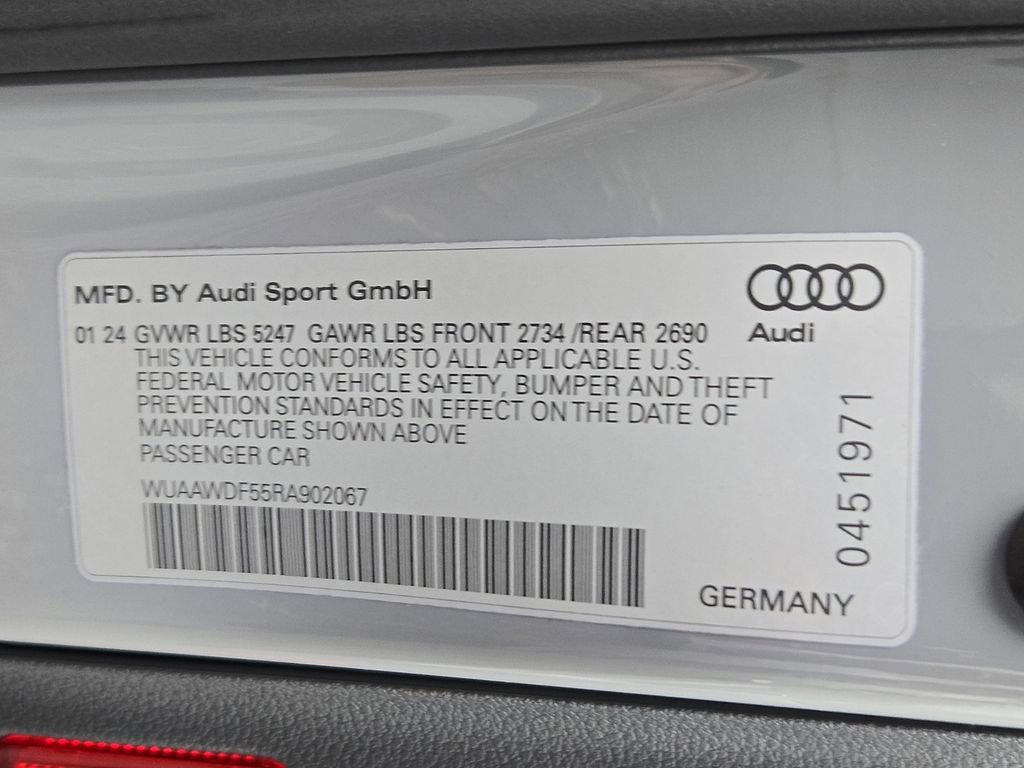 MFD. BY Audi Sport GmbH
01 24 GVWR LBS 5247 GAWR LBS FRONT 2734 /REAR 2690
Audi
THIS VEHICLE CONFORMS TO ALL APPLICABLE U.S.
FEDERAL MOTOR VEHICLE SAFETY, BUMPER AND THEFT
PREVENTION STANDARDS IN EFFECT ON THE DATE OF
MANUFACTURE SHOWN ABOVE
PASSENGER CAR
WUAAWDF55RA902067
0451971
GERMANY